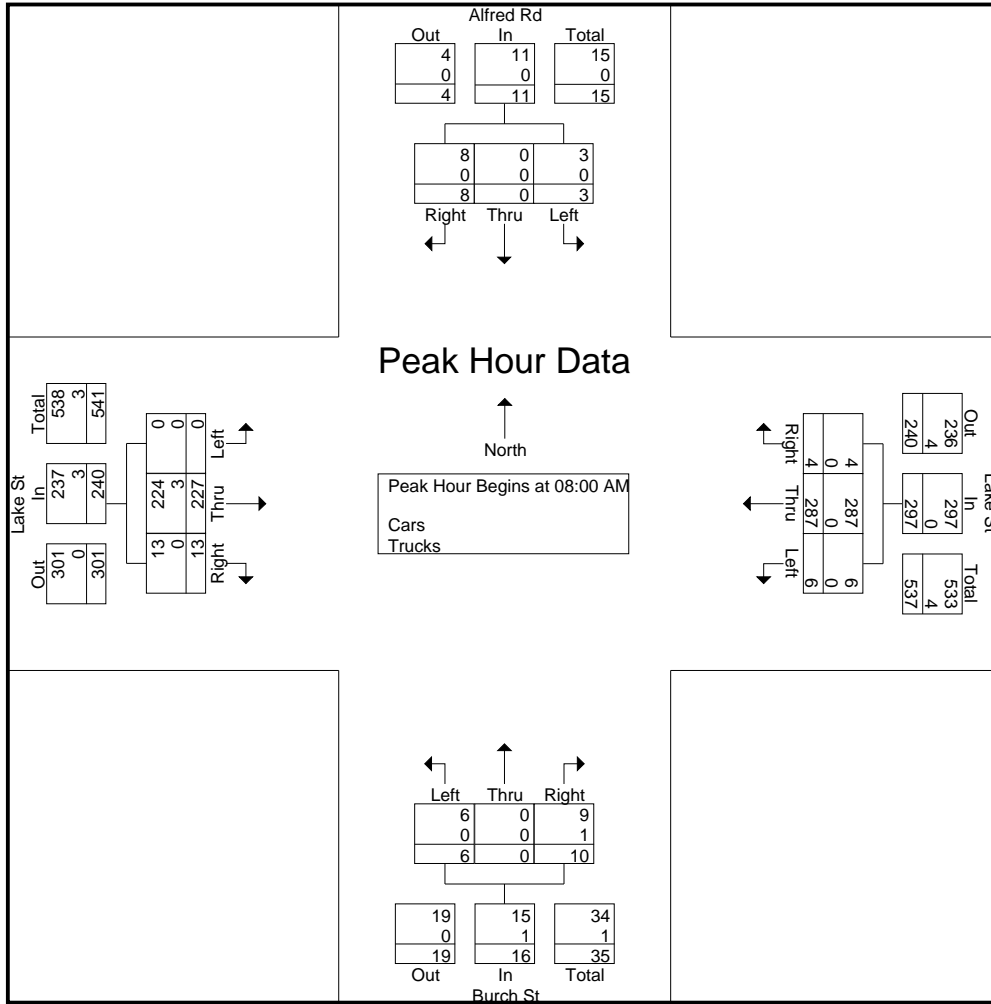 Alfred Rd
Out In Total
4 11 15
0 0 0
4 11 15
8 0 3
0 0 0
8 0 3
Right Thru Left
Peak Hour Data
North
Peak Hour Begins at 08:00 AM
Cars
Trucks
Lake St
Total In Out
538 237 301
3 3 0
541 240 301
0 224 13
0 3 0
0 227 13
Left Thru Right
Lake St
Out In Total
236 297 533
4 0 4
240 297 537
4 287 6
0 0 0
4 287 6
Right Thru Left
Left Thru Right
6 0 9
0 0 1
6 0 10
19 15 34
0 1 1
19 16 35
Out In Total
Burch St